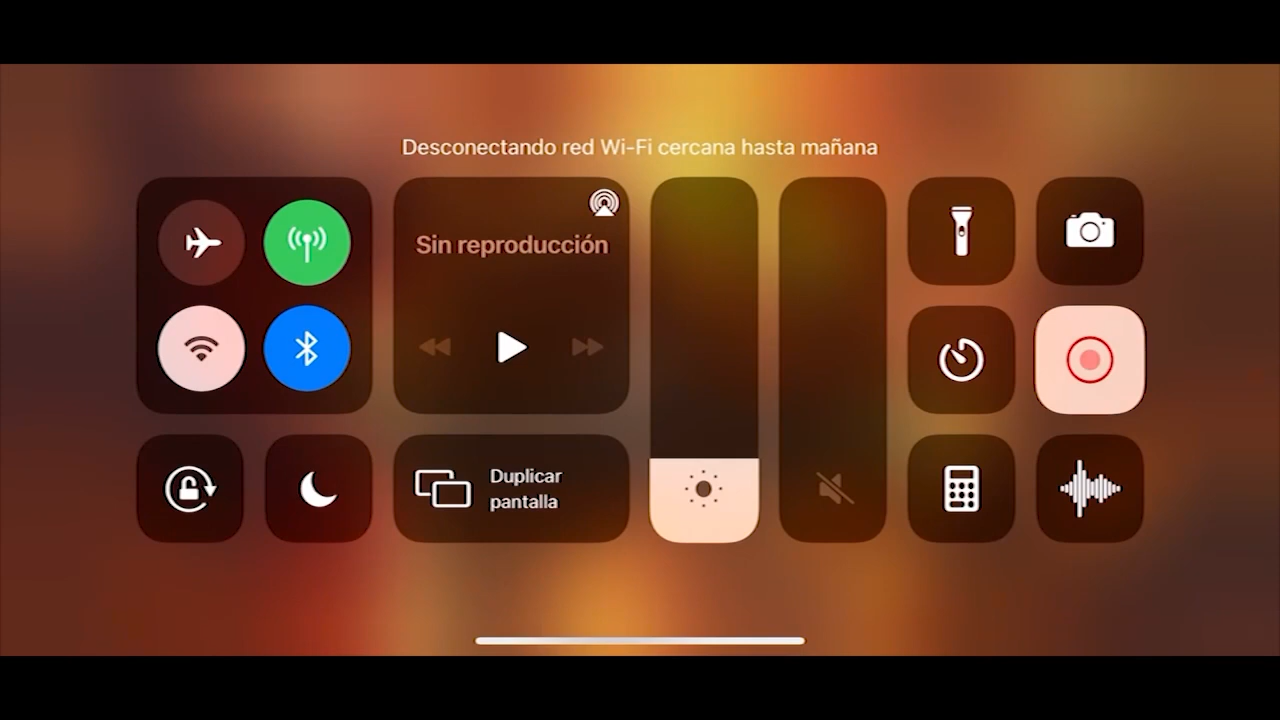 Desconectando red Wi-Fi cercana hasta mañana
Sin reproducción
Duplicar
pantalla